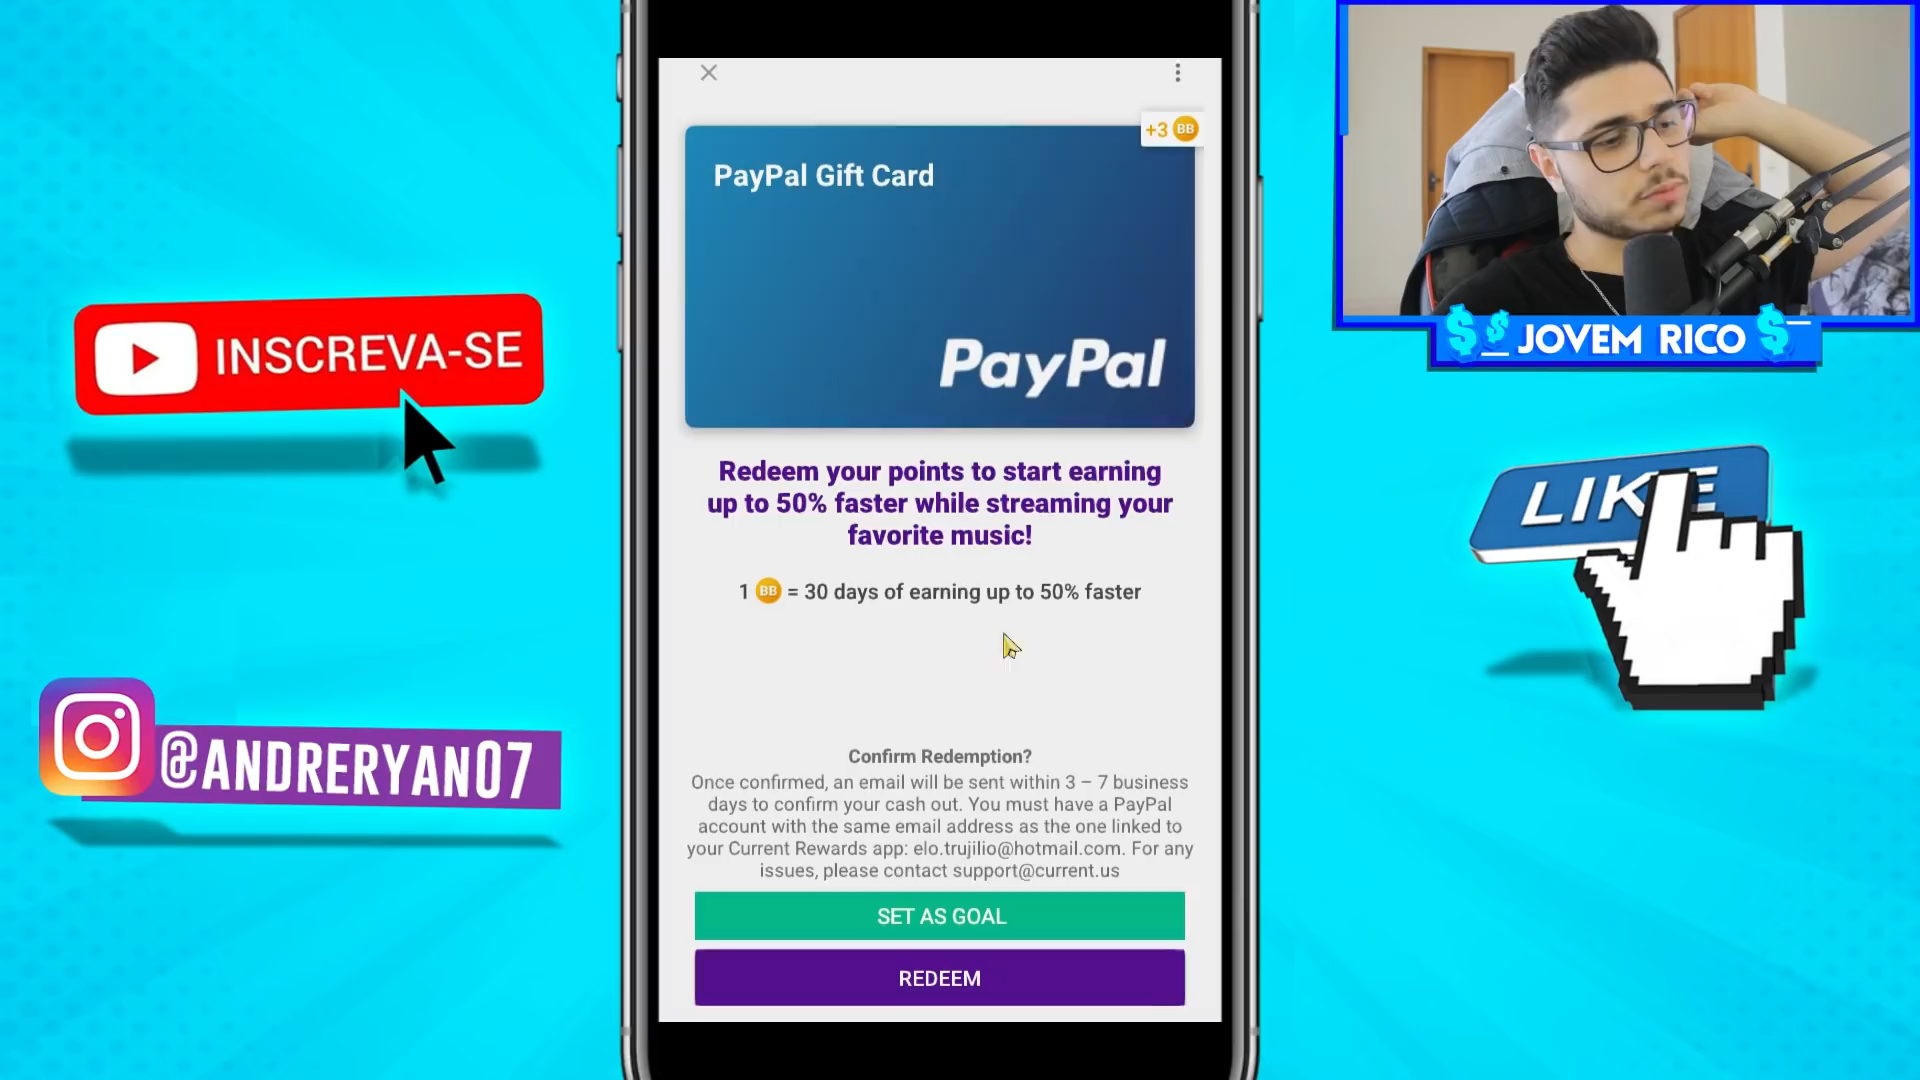 PayPal Gift Card
+3 BB
PayPal
Redeem your points to start earning
up to 50% faster while streaming your
favorite music!
1 BB = 30 days of earning up to 50% faster
Confirm Redemption?
Once confirmed, an email will be sent within 3 – 7 business
days to confirm your cash out. You must have a PayPal
account with the same email address as the one linked to
your Current Rewards app: elo.trujilio@hotmail.com. For any
issues, please contact support@current.us
SET AS GOAL
REDEEM
INSCREVA-SE
@ANDRERYAN07
$ $ JOVEM RICO $
LIKE